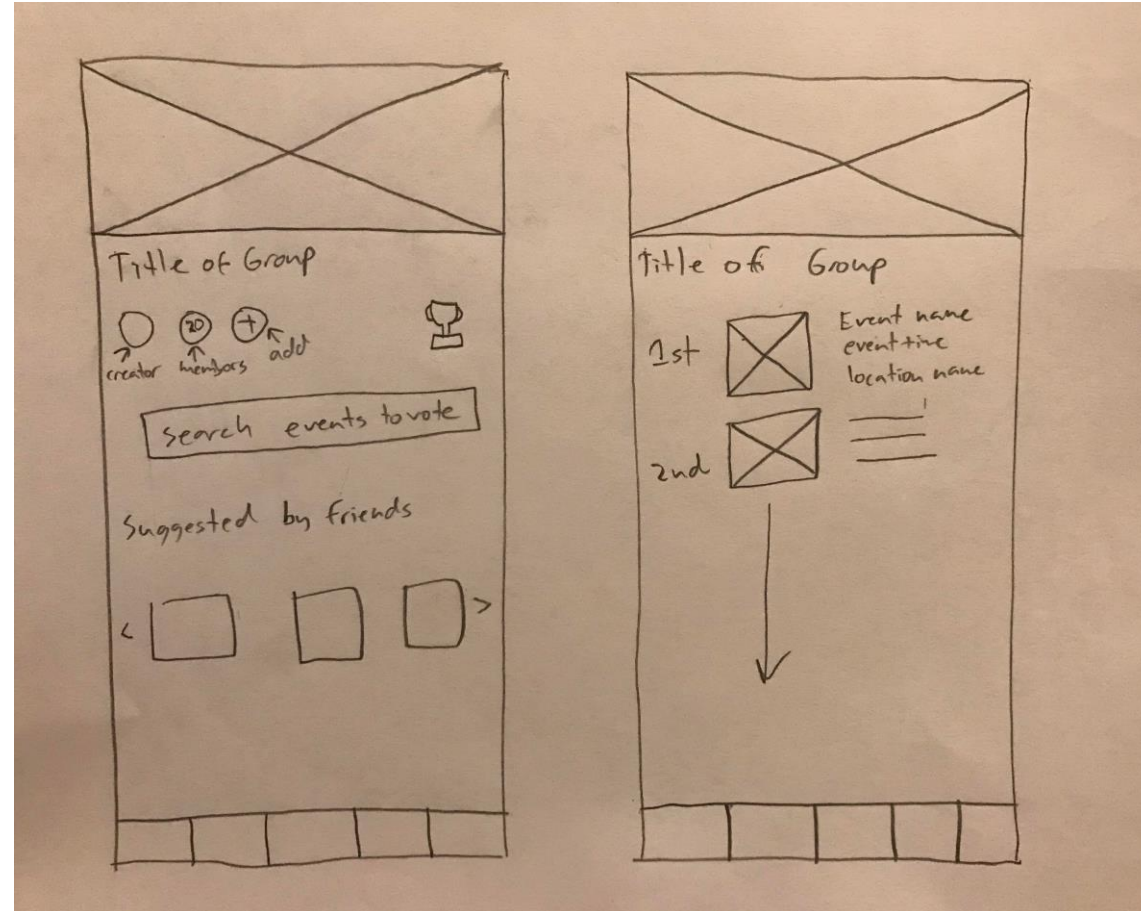 Title of Group
20 +
creator members add
search events to vote
Suggested by friends
< >
Title of Group
1st
Event name
event time
location name
2nd